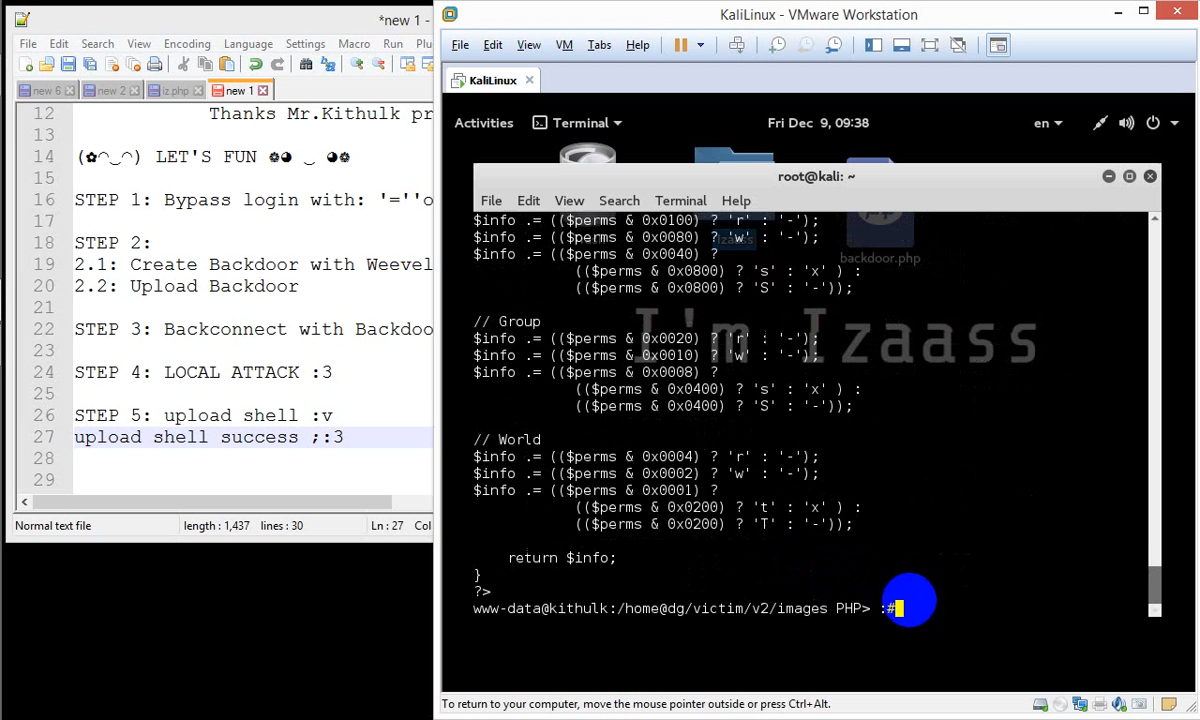 *new 1 -
File Edit Search View Encoding Language Settings Macro Run Plu
new 6 new 2 iz.php new 1
12 Thanks Mr.Kithulk pr
13
14 (✿◠‿◠) LET'S FUN ❁◕ ‿ ◕❁
15
16 STEP 1: Bypass login with: '=''o
17
18 STEP 2:
19 2.1: Create Backdoor with Weevel
20 2.2: Upload Backdoor
21
22 STEP 3: Backconnect with Backdoo
23
24 STEP 4: LOCAL ATTACK :3
25
26 STEP 5: upload shell :v
27 upload shell success ;:3
28
29
Normal text file length : 1,437 lines : 30 Ln : 27 Col
KaliLinux - VMware Workstation
File Edit View VM Tabs Help
KaliLinux
Activities Terminal Fri Dec 9, 09:38 en
root@kali: ~
File Edit View Search Terminal Help
$info .= (($perms & 0x0100) ? 'r' : '-');
$info .= (($perms & 0x0080) ? 'w' : '-');
$info .= (($perms & 0x0040) ?
(($perms & 0x0800) ? 's' : 'x' ) :
(($perms & 0x0800) ? 'S' : '-'));
Izaass
backdoor.php
// Group
$info .= (($perms & 0x0020) ? 'r' : '-');
$info .= (($perms & 0x0010) ? 'w' : '-');
$info .= (($perms & 0x0008) ?
(($perms & 0x0400) ? 's' : 'x' ) :
(($perms & 0x0400) ? 'S' : '-'));
I'm Izaass
// World
$info .= (($perms & 0x0004) ? 'r' : '-');
$info .= (($perms & 0x0002) ? 'w' : '-');
$info .= (($perms & 0x0001) ?
(($perms & 0x0200) ? 't' : 'x' ) :
(($perms & 0x0200) ? 'T' : '-'));
return $info;
}
?>
www-data@kithulk:/home@dg/victim/v2/images PHP> :#
To return to your computer, move the mouse pointer outside or press Ctrl+Alt.